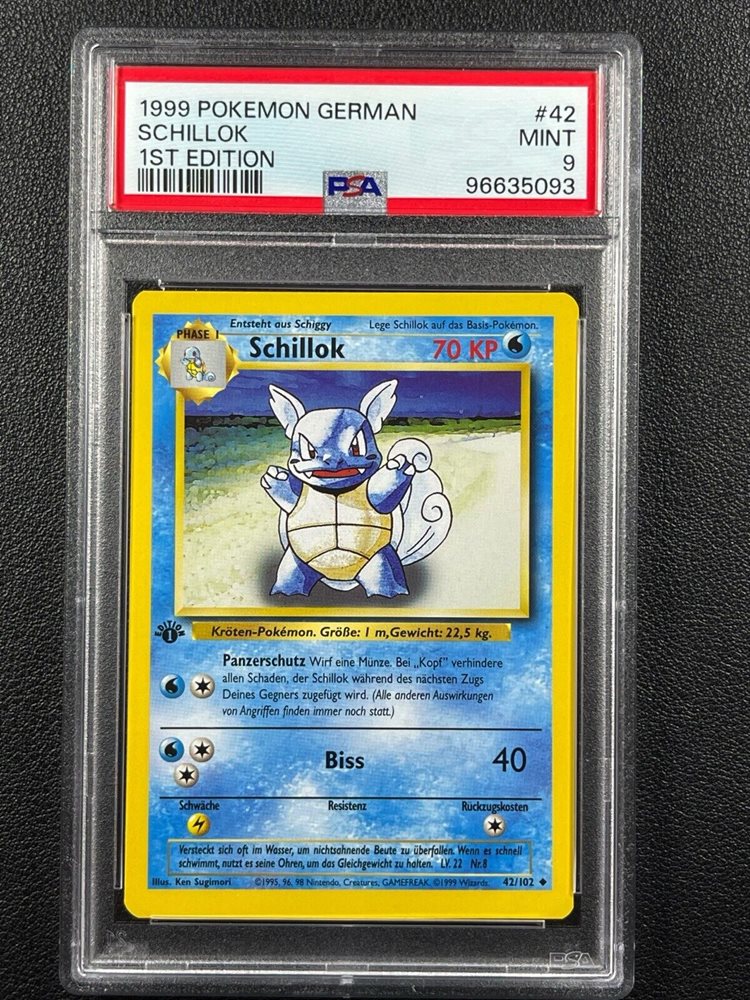 1999 POKEMON GERMAN #42
SCHILLOK MINT
1ST EDITION 9
96635093
PSA
PHASE 1
Entsteht aus Schiggy Lege Schillok auf das Basis-Pokémon.
Schillok 70 KP
EDITION
1
Kröten-Pokémon. Größe: 1 m,Gewicht: 22,5 kg.
Panzerschutz Wirf eine Münze. Bei „Kopf" verhindere
allen Schaden, der Schillok während des nächsten Zugs
Deines Gegners zugefügt wird. (Alle anderen Auswirkungen
von Angriffen finden immer noch statt.)
Biss 40
Schwäche Resistenz Rückzugskosten
Versteckt sich oft im Wasser, um nichtsahnende Beute zu überfallen. Wenn es schnell
schwimmt, nutzt es seine Ohren, um das Gleichgewicht zu halten. LV. 22 Nr.8
Illus. Ken Sugimori ©1995, 96, 98 Nintendo, Creatures, GAMEFREAK. ©1999 Wizards. 42/102
PSA